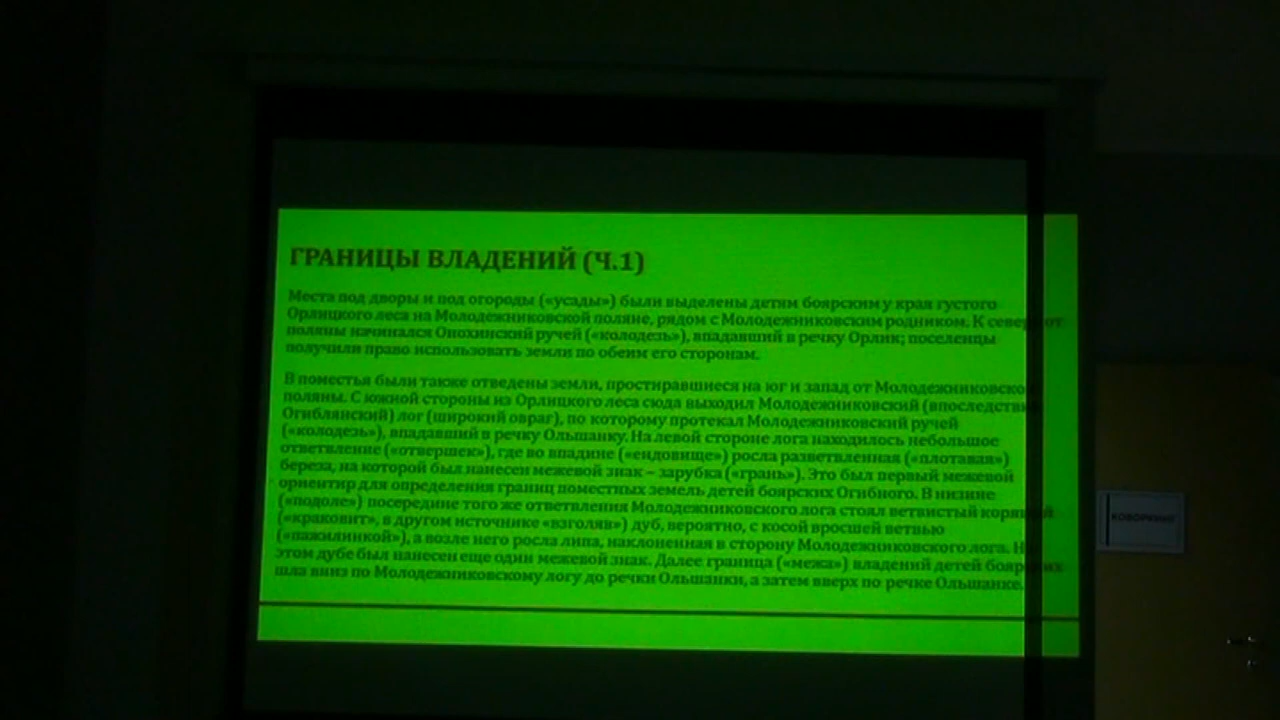 ГРАНИЦЫ ВЛАДЕНИЙ (Ч.1)
Места под дворы и под огороды («усады») были выделены детям боярским у края густого
Орлицкого леса на Молодежниковской поляне, рядом с Молодежниковским родником. К северу от
поляны начинался Опохинский ручей («колодезь»), впадавший в речку Орлик; поселенцы
получили право использовать земли по обеим его сторонам.
В поместья были также отведены земли, простиравшиеся на юг и запад от Молодежниковской
поляны. С южной стороны из Орлицкого леса сюда выходил Молодежниковский (впоследствии
Огиблянский) лог (широкий овраг), по которому протекал Молодежниковский ручей
(«колодезь»), впадавший в речку Ольшанку. На левой стороне лога находилось небольшое
ответвление («отвершек»), где во впадине («ендовище») росла разветвленная («плотавая»)
береза, на которой был нанесен межевой знак – зарубка («грань»). Это был первый межевой
ориентир для определения границ поместных земель детей боярских Огибного. В низине
(«подоле») посередине того же ответвления Молодежниковского лога стоял ветвистый корявый
(«краковит», в другом источнике «взголяв») дуб, вероятно, с косой вросшей ветвью
(«пажилинкой»), а возле него росла липа, наклоненная в сторону Молодежниковского лога. На
этом дубе был нанесен еще один межевой знак. Далее граница («межа») владений детей боярских
шла вниз по Молодежниковскому логу до речки Ольшанки, а затем вверх по речке Ольшанке.
КОВОРКИНГ